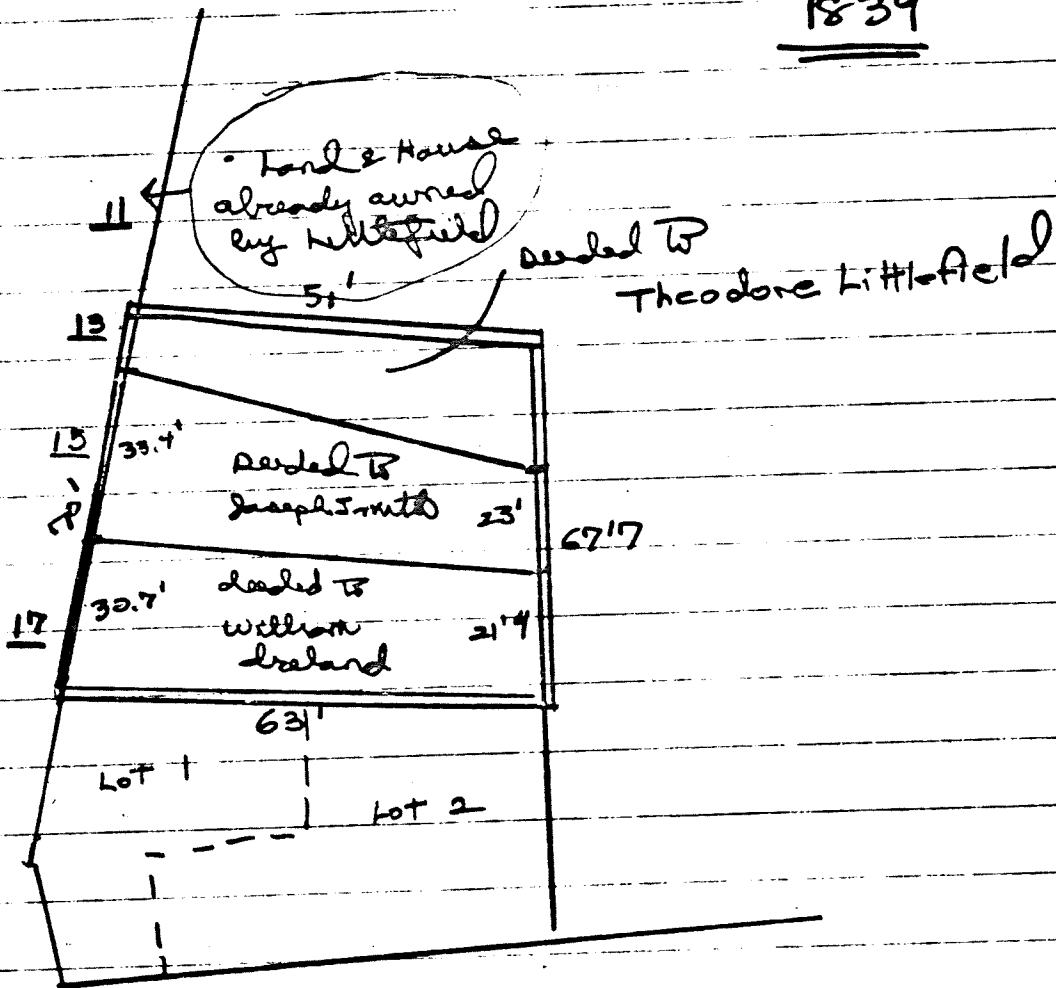 1839
· Land & House
already owned
by Littlefield
11
deeded To
Theodore Littlefield
51'
13
15
33.4'
Deeded To
Joseph Smith
23'
67'7
17
30.7'
deeded to
William
Ireland
21'4
63'
Lot 1
Lot 2